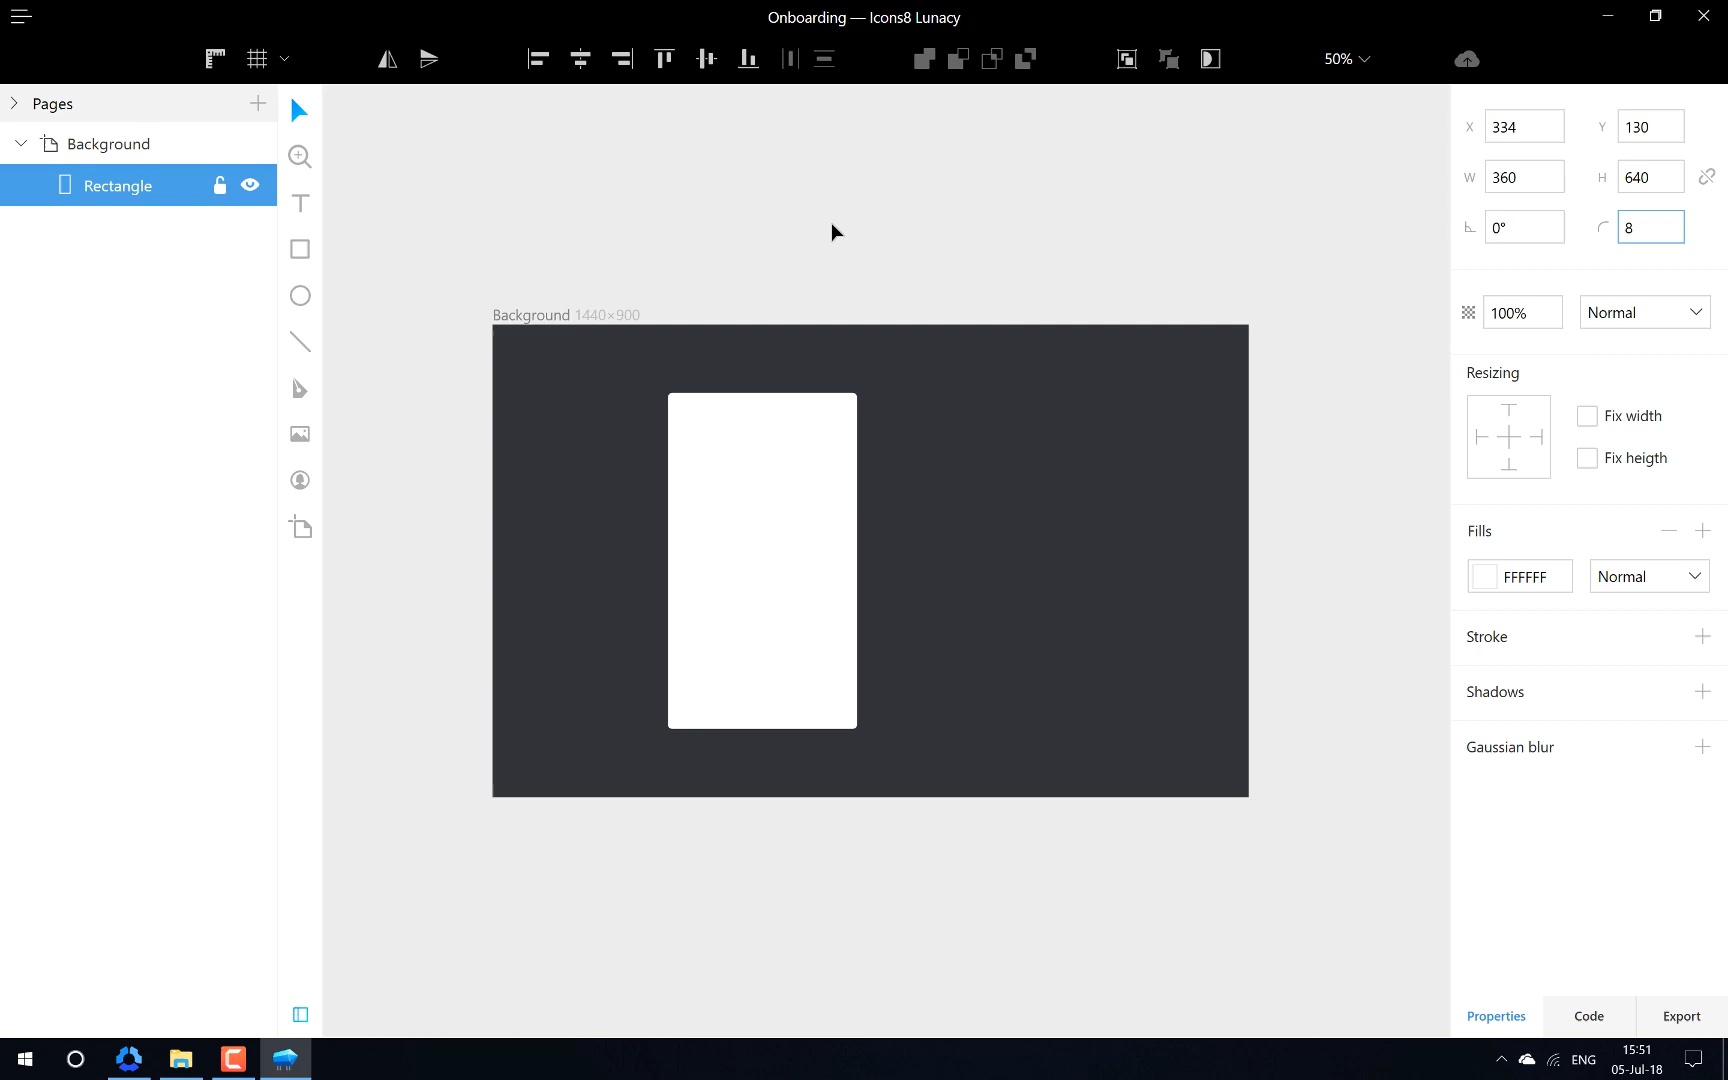 Onboarding — Icons8 Lunacy
50%
Pages
Background
Rectangle
Background 1440×900
X 334 Y 130
W 360 H 640
0° 8
100% Normal
Resizing
Fix width
Fix heigth
Fills
FFFFFF Normal
Stroke
Shadows
Gaussian blur
Properties Code Export
ENG
15:51
05-Jul-18